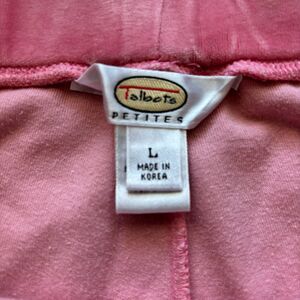 Talbots
PETITES
L
MADE IN
KOREA